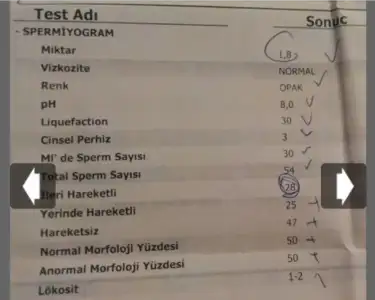 Test Adı Sonuc
- SPERMİYOGRAM
Miktar 1,8
Vizkozite NORMAL
Renk OPAK
pH 8,0
Liquefaction 30
Cinsel Perhiz 3
Ml' de Sperm Sayısı 30
Total Sperm Sayısı 54
İleri Hareketli 28
Yerinde Hareketli 25
Hareketsiz 47
Normal Morfoloji Yüzdesi 50
Anormal Morfoloji Yüzdesi 50
Lökosit 1-2